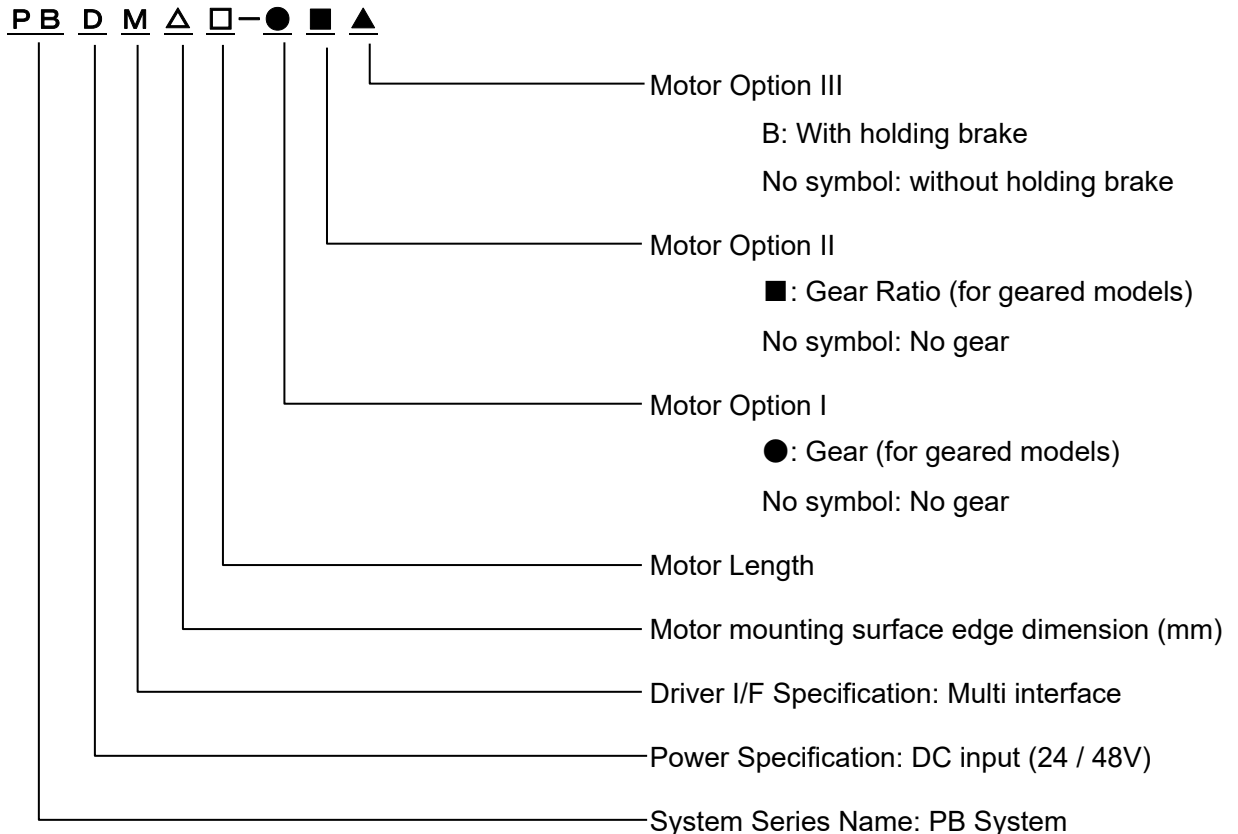 PB D M △ □-● ■ ▲
Motor Option III
B: With holding brake
No symbol: without holding brake
Motor Option II
■: Gear Ratio (for geared models)
No symbol: No gear
Motor Option I
●: Gear (for geared models)
No symbol: No gear
Motor Length
Motor mounting surface edge dimension (mm)
Driver I/F Specification: Multi interface
Power Specification: DC input (24 / 48V)
System Series Name: PB System